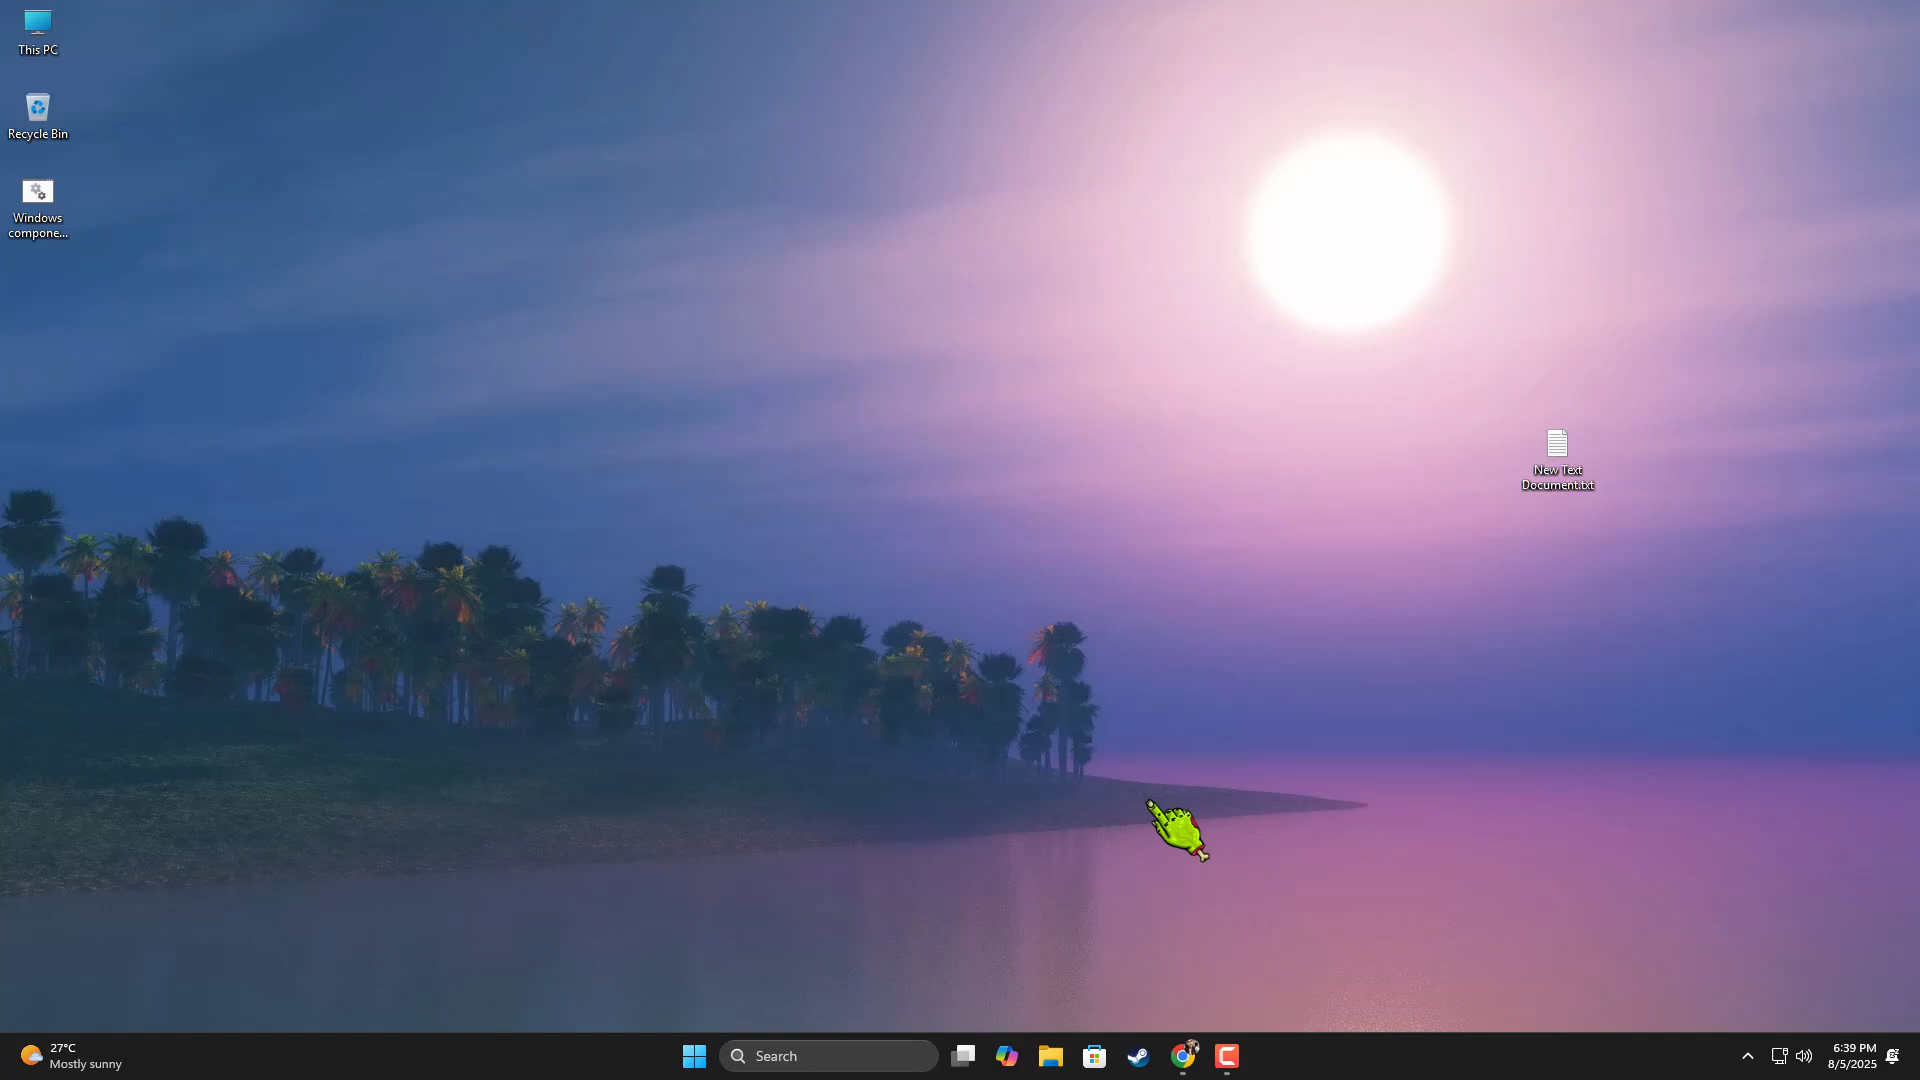 This PC
Recycle Bin
Windows
compone...
New Text
Document.txt
27°C
Mostly sunny
Search
6:39 PM
8/5/2025